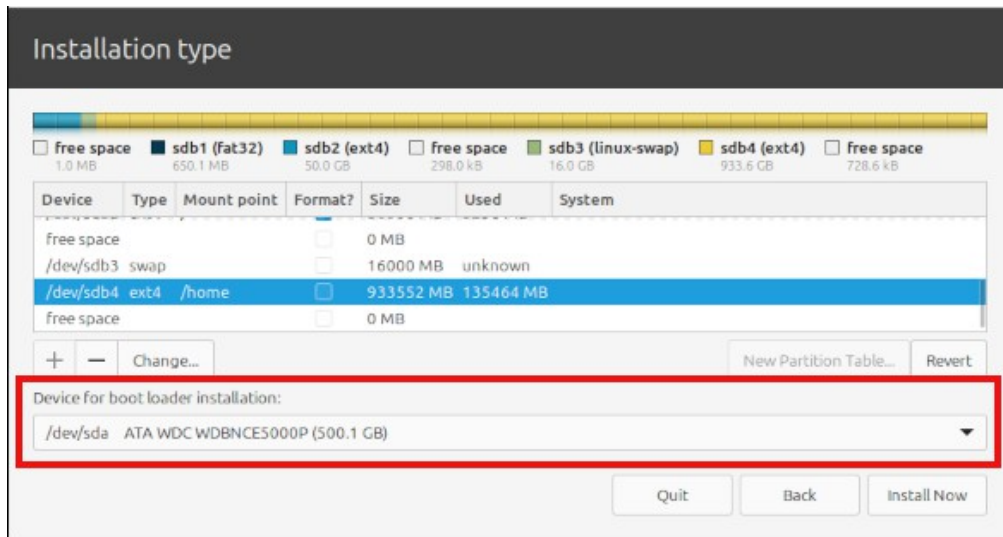 Installation type
free space sdb1 (fat32) sdb2 (ext4) free space sdb3 (linux-swap) sdb4 (ext4) free space
1.0 MB 650.1 MB 50.0 GB 298.0 kB 16.0 GB 933.6 GB 728.6 kB
Device Type Mount point Format? Size Used System
free space 0 MB
/dev/sdb3 swap 16000 MB unknown
/dev/sdb4 ext4 /home 933552 MB 135464 MB
free space 0 MB
+ — Change... New Partition Table... Revert
Device for boot loader installation:
/dev/sda ATA WDC WDBNCE5000P (500.1 GB)
Quit Back Install Now